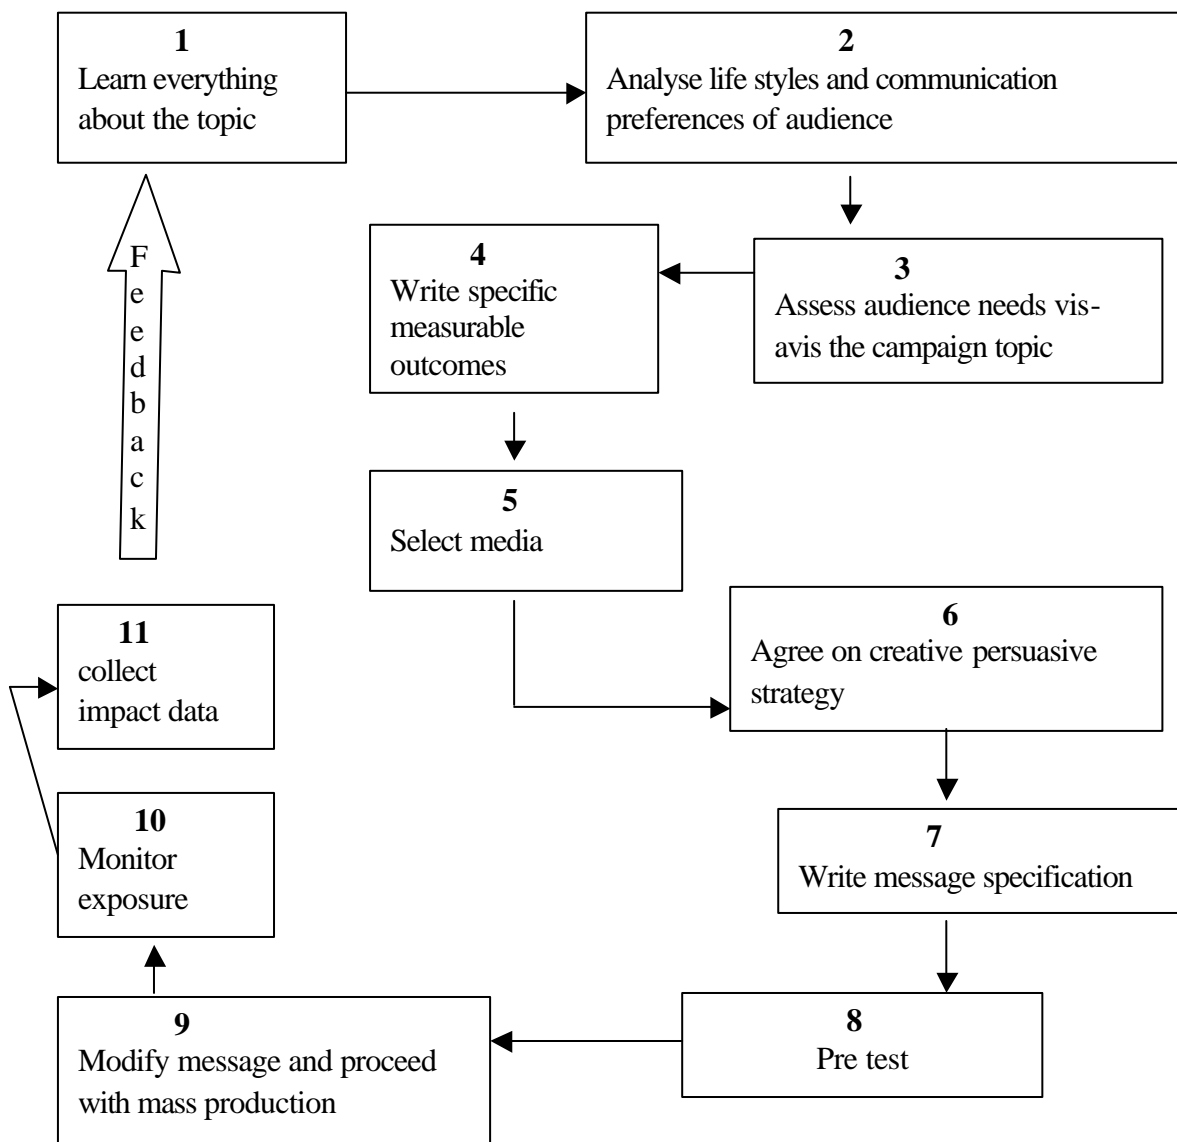 1
Learn everything
about the topic
2
Analyse life styles and communication
preferences of audience
3
Assess audience needs vis-
avis the campaign topic
4
Write specific
measurable
outcomes
5
Select media
6
Agree on creative persuasive
strategy
7
Write message specification
8
Pre test
9
Modify message and proceed
with mass production
10
Monitor
exposure
11
collect
impact data
Feedback